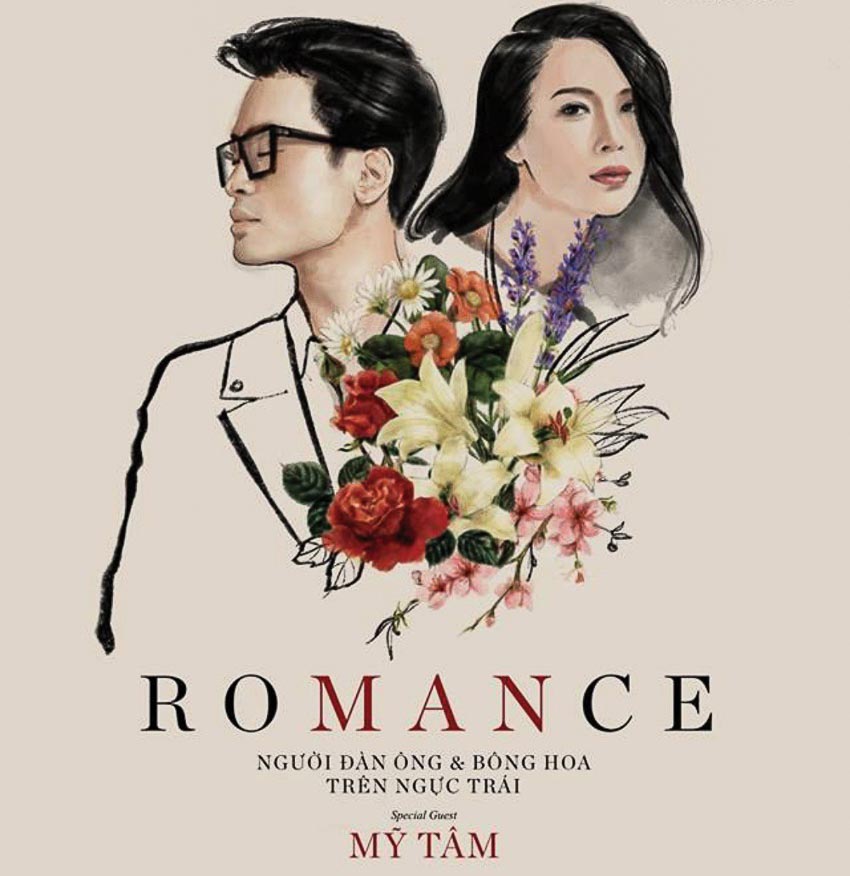 ROMANCE
NGƯỜI ĐÀN ÔNG & BÔNG HOA
TRÊN NGỰC TRÁI
Special Guest
MỸ TÂM